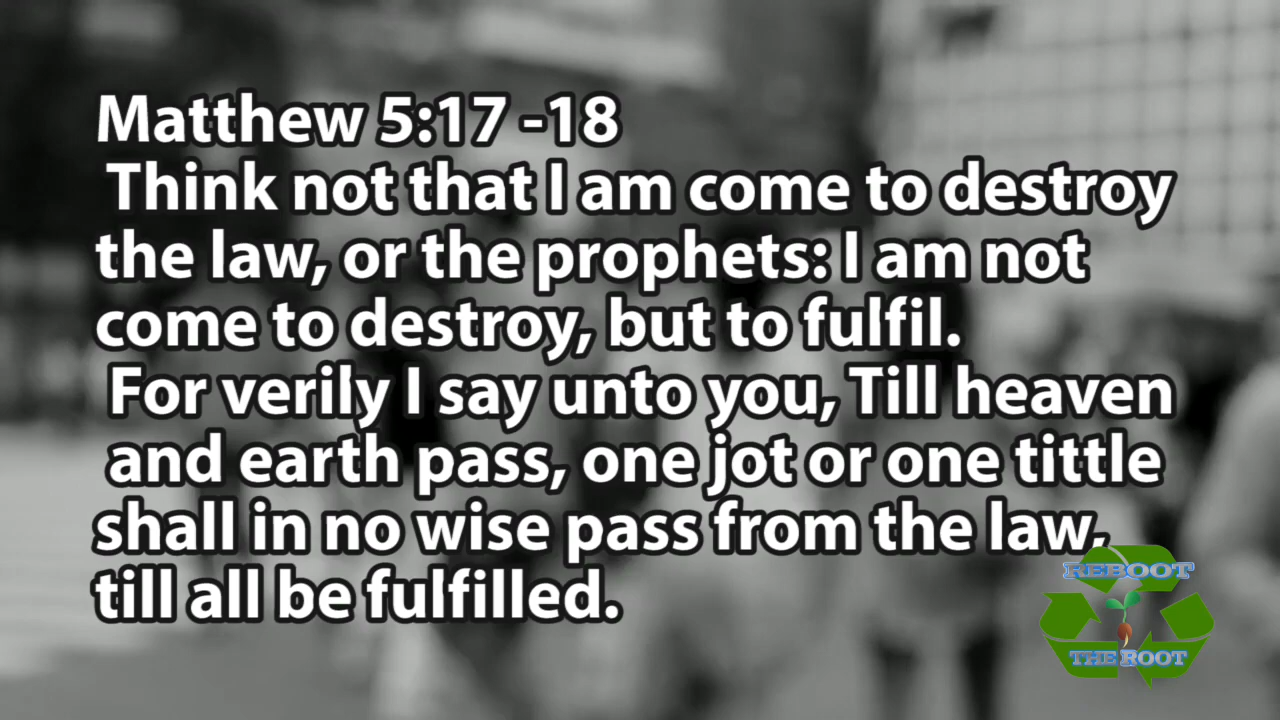 Matthew 5:17 -18
Think not that I am come to destroy
the law, or the prophets: I am not
come to destroy, but to fulfil.
For verily I say unto you, Till heaven
and earth pass, one jot or one tittle
shall in no wise pass from the law,
till all be fulfilled.
REBOOT
THE ROOT